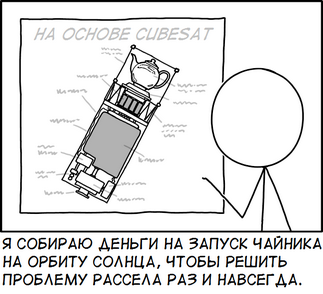 НА ОСНОВЕ CUBESAT
Я СОБИРАЮ ДЕНЬГИ НА ЗАПУСК ЧАЙНИКА
НА ОРБИТУ СОЛНЦА, ЧТОБЫ РЕШИТЬ
ПРОБЛЕМУ РАССЕЛА РАЗ И НАВСЕГДА.